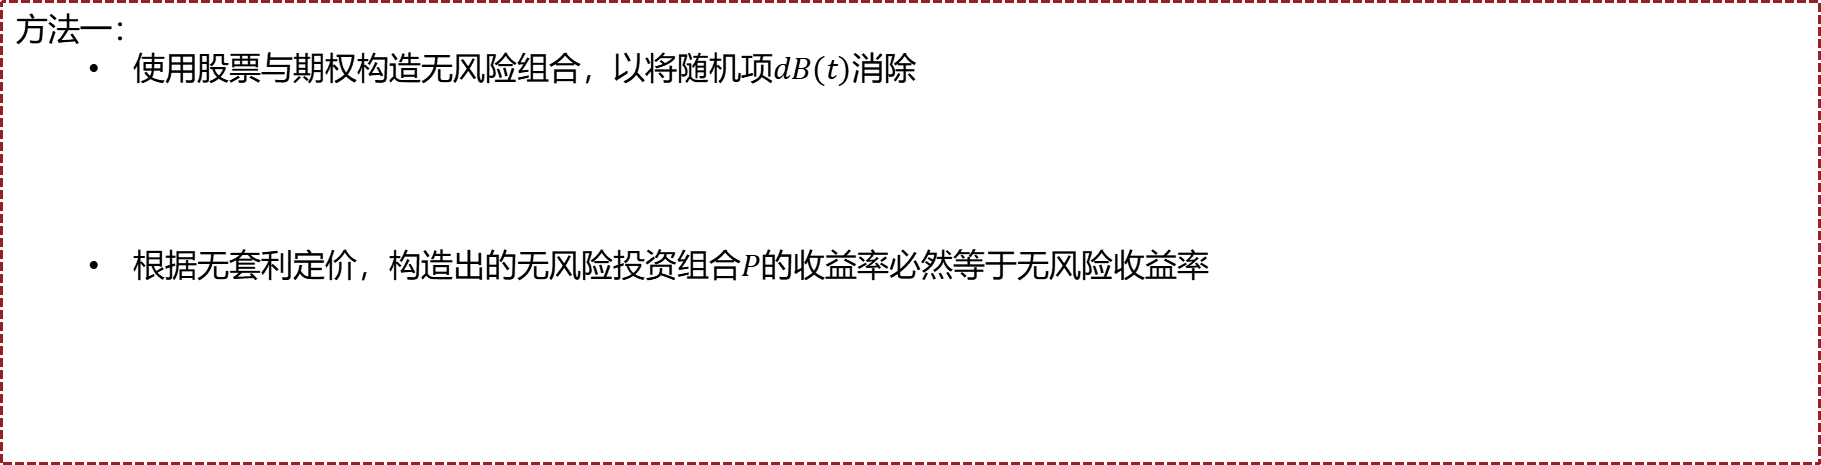 方法一：
• 使用股票与期权构造无风险组合，以将随机项dB(t)消除
• 根据无套利定价，构造出的无风险投资组合P的收益率必然等于无风险收益率